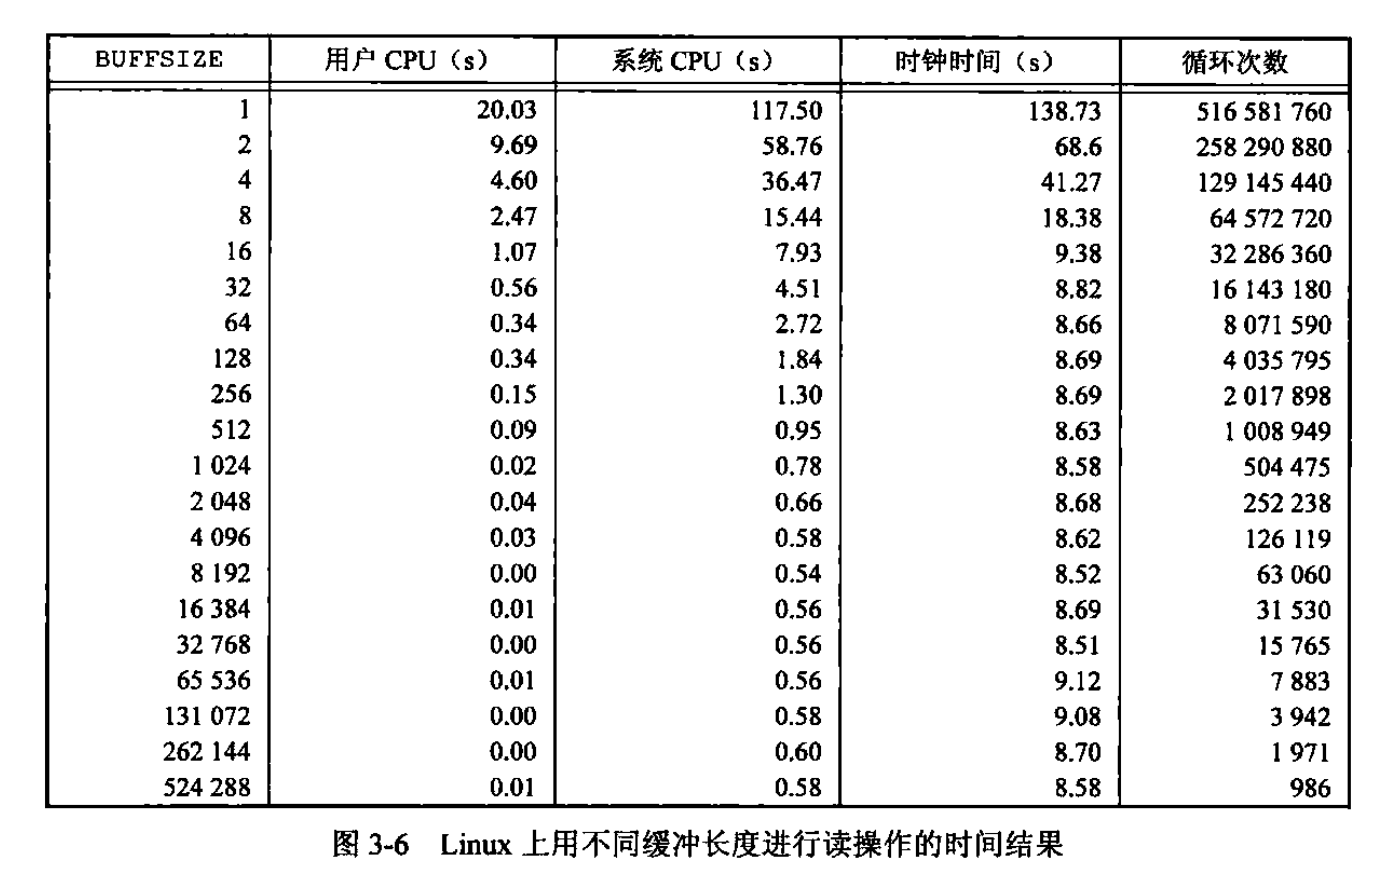 BUFFSIZE 用户 CPU（s） 系统 CPU（s） 时钟时间（s） 循环次数
1 20.03 117.50 138.73 516 581 760
2 9.69 58.76 68.6 258 290 880
4 4.60 36.47 41.27 129 145 440
8 2.47 15.44 18.38 64 572 720
16 1.07 7.93 9.38 32 286 360
32 0.56 4.51 8.82 16 143 180
64 0.34 2.72 8.66 8 071 590
128 0.34 1.84 8.69 4 035 795
256 0.15 1.30 8.69 2 017 898
512 0.09 0.95 8.63 1 008 949
1 024 0.02 0.78 8.58 504 475
2 048 0.04 0.66 8.68 252 238
4 096 0.03 0.58 8.62 126 119
8 192 0.00 0.54 8.52 63 060
16 384 0.01 0.56 8.69 31 530
32 768 0.00 0.56 8.51 15 765
65 536 0.01 0.56 9.12 7 883
131 072 0.00 0.58 9.08 3 942
262 144 0.00 0.60 8.70 1 971
524 288 0.01 0.58 8.58 986
图 3-6 Linux 上用不同缓冲长度进行读操作的时间结果